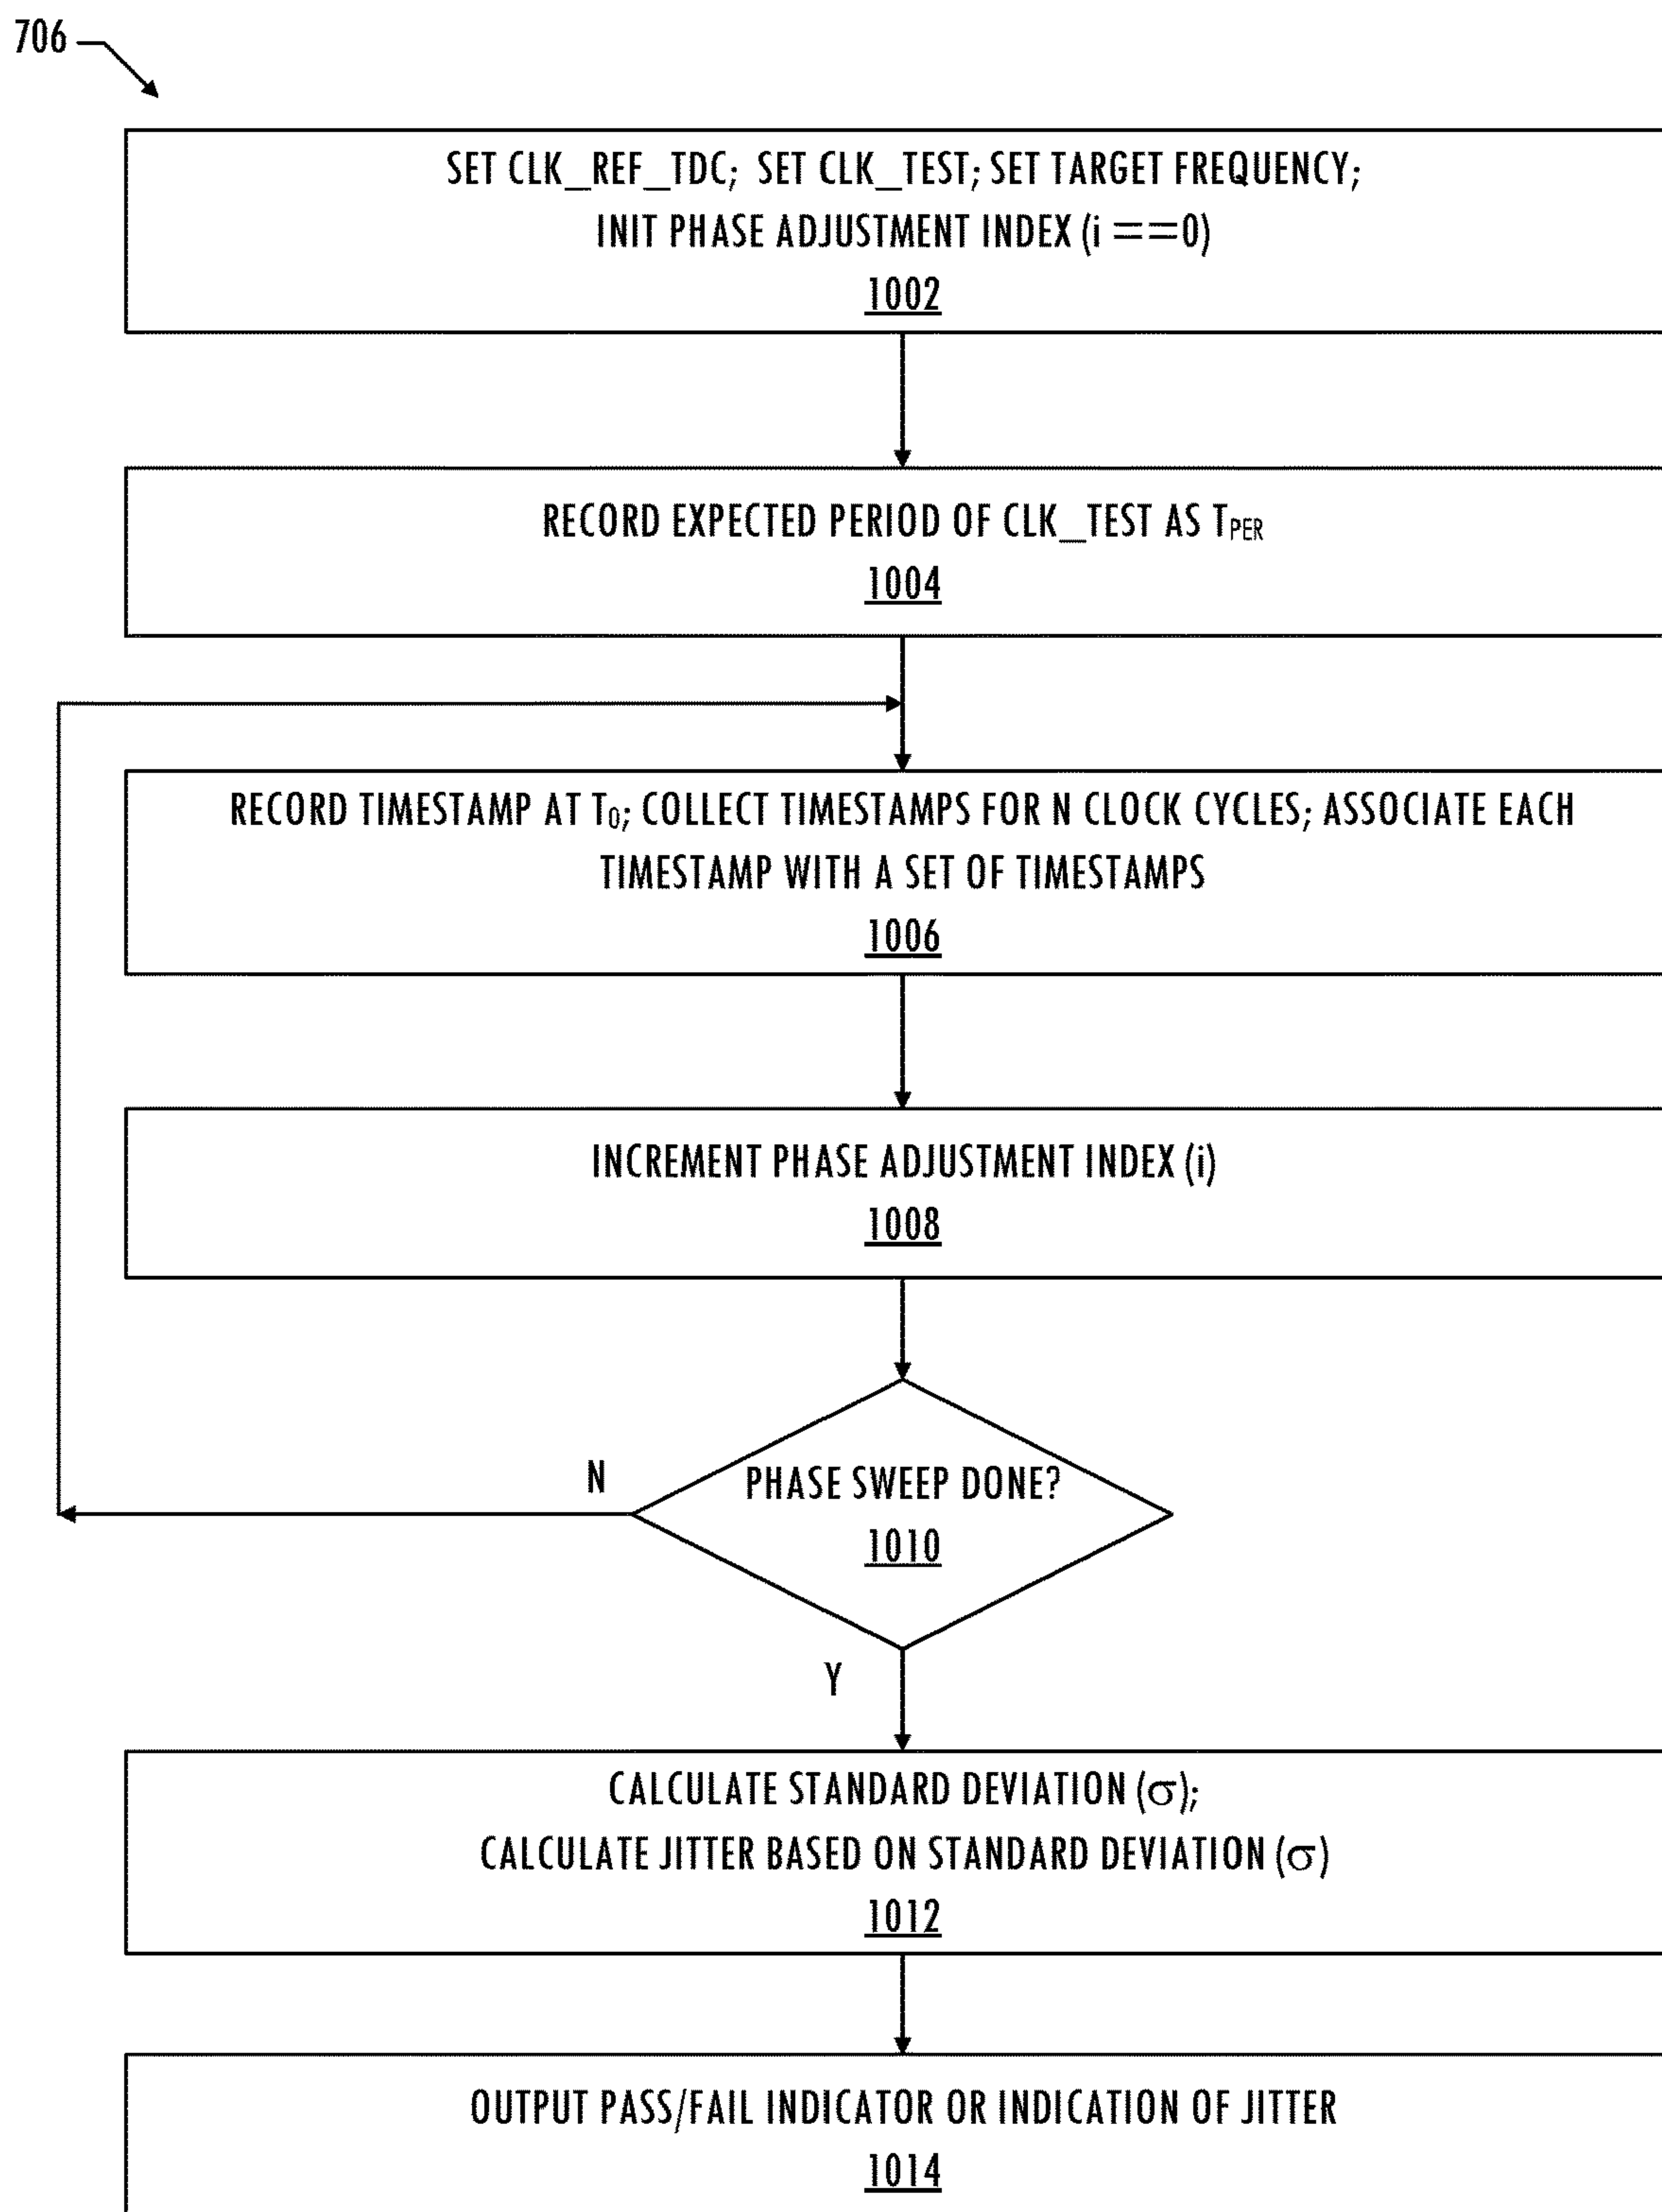 706
SET CLK_REF_TDC; SET CLK_TEST; SET TARGET FREQUENCY;
INIT PHASE ADJUSTMENT INDEX (i ==0)
1002
RECORD EXPECTED PERIOD OF CLK_TEST AS TPER
1004
RECORD TIMESTAMP AT T0; COLLECT TIMESTAMPS FOR N CLOCK CYCLES; ASSOCIATE EACH
TIMESTAMP WITH A SET OF TIMESTAMPS
1006
INCREMENT PHASE ADJUSTMENT INDEX (i)
1008
PHASE SWEEP DONE?
1010
N
Y
CALCULATE STANDARD DEVIATION (σ);
CALCULATE JITTER BASED ON STANDARD DEVIATION (σ)
1012
OUTPUT PASS/FAIL INDICATOR OR INDICATION OF JITTER
1014